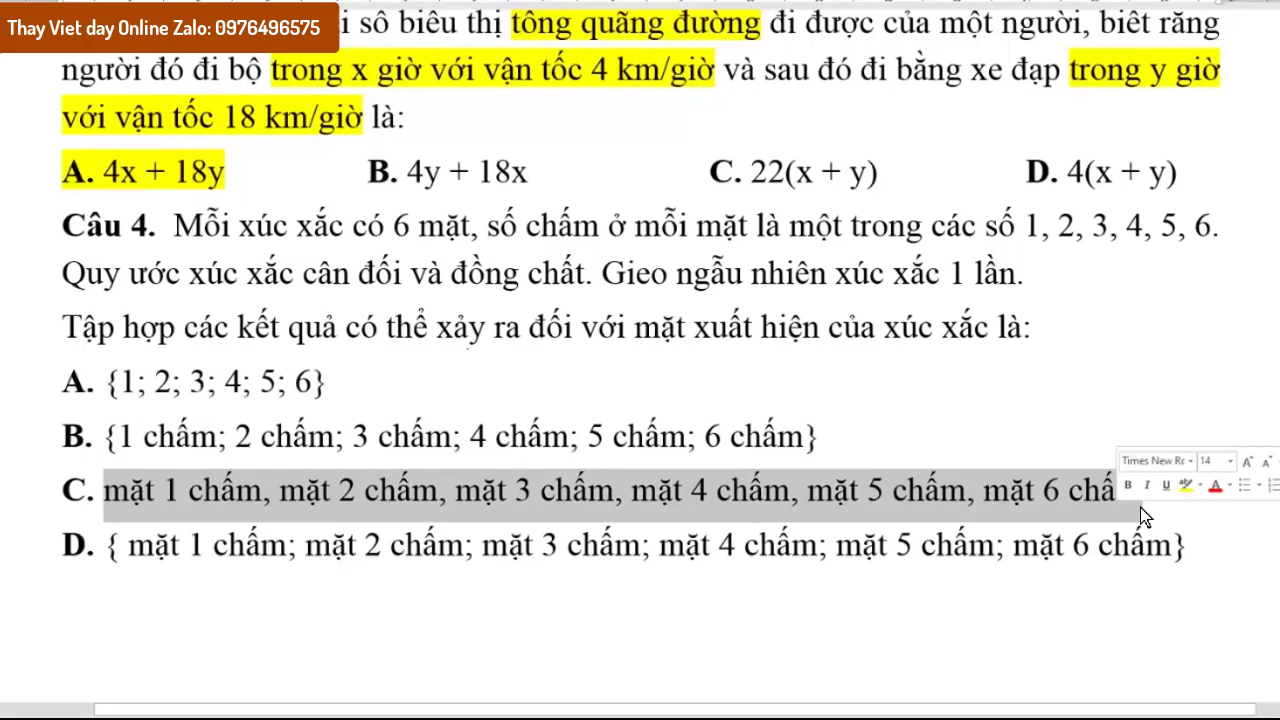 Thay Viet day Online Zalo: 0976496575
i số biểu thị tổng quãng đường đi được của một người, biết rằng
người đó đi bộ trong x giờ với vận tốc 4 km/giờ và sau đó đi bằng xe đạp trong y giờ
với vận tốc 18 km/giờ là:
A. 4x + 18y B. 4y + 18x C. 22(x + y) D. 4(x + y)
Câu 4. Mỗi xúc xắc có 6 mặt, số chấm ở mỗi mặt là một trong các số 1, 2, 3, 4, 5, 6.
Quy ước xúc xắc cân đối và đồng chất. Gieo ngẫu nhiên xúc xắc 1 lần.
Tập hợp các kết quả có thể xảy ra đối với mặt xuất hiện của xúc xắc là:
A. {1; 2; 3; 4; 5; 6}
B. {1 chấm; 2 chấm; 3 chấm; 4 chấm; 5 chấm; 6 chấm}
Times New Rc 14 A A
C. mặt 1 chấm, mặt 2 chấm, mặt 3 chấm, mặt 4 chấm, mặt 5 chấm, mặt 6 chấ
B I U ab A
D. { mặt 1 chấm; mặt 2 chấm; mặt 3 chấm; mặt 4 chấm; mặt 5 chấm; mặt 6 chấm}